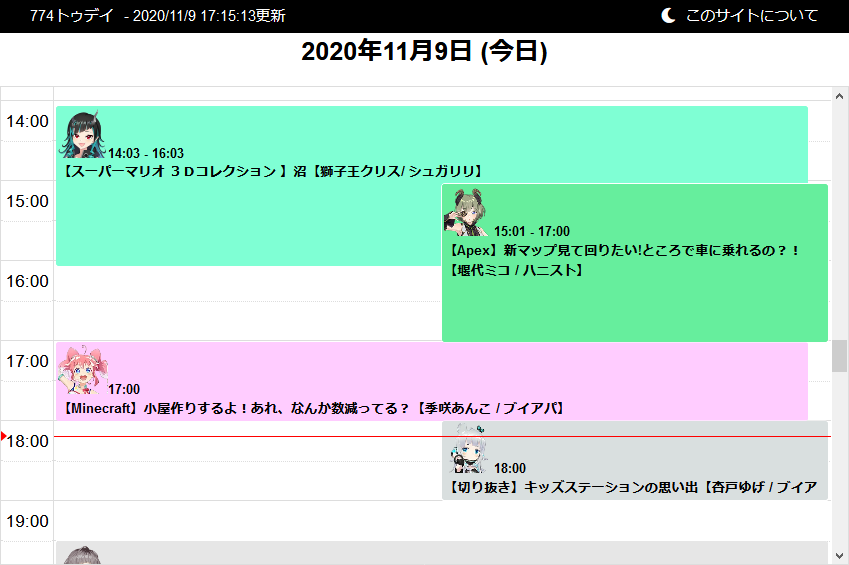 774トゥデイ - 2020/11/9 17:15:13更新
このサイトについて
2020年11月9日 (今日)
14:00
14:03 - 16:03
【スーパーマリオ ３Ｄコレクション 】沼【獅子王クリス/ シュガリリ】
15:00
15:01 - 17:00
【Apex】新マップ見て回りたい!ところで車に乗れるの？！
【堰代ミコ / ハニスト】
16:00
17:00
17:00
【Minecraft】小屋作りするよ！あれ、なんか数減ってる？【季咲あんこ / ブイアパ】
18:00
18:00
【切り抜き】キッズステーションの思い出【杏戸ゆげ / ブイア
19:00